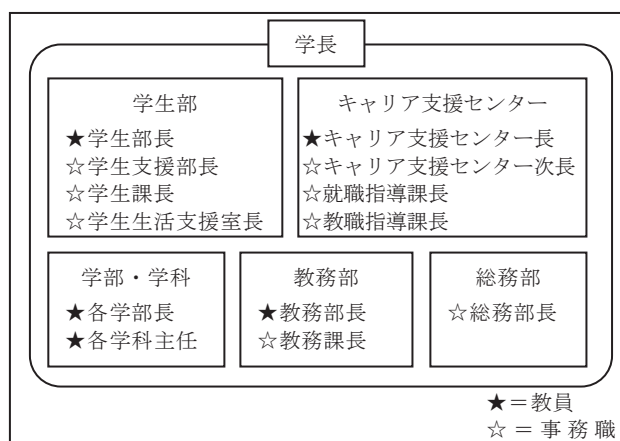 学長
学生部
★学生部長
☆学生支援部長
☆学生課長
☆学生生活支援室長
キャリア支援センター
★キャリア支援センター長
☆キャリア支援センター次長
☆就職指導課長
☆教職指導課長
学部・学科
★各学部長
★各学科主任
教務部
★教務部長
☆教務課長
総務部
☆総務部長
★＝教員
☆＝事務職